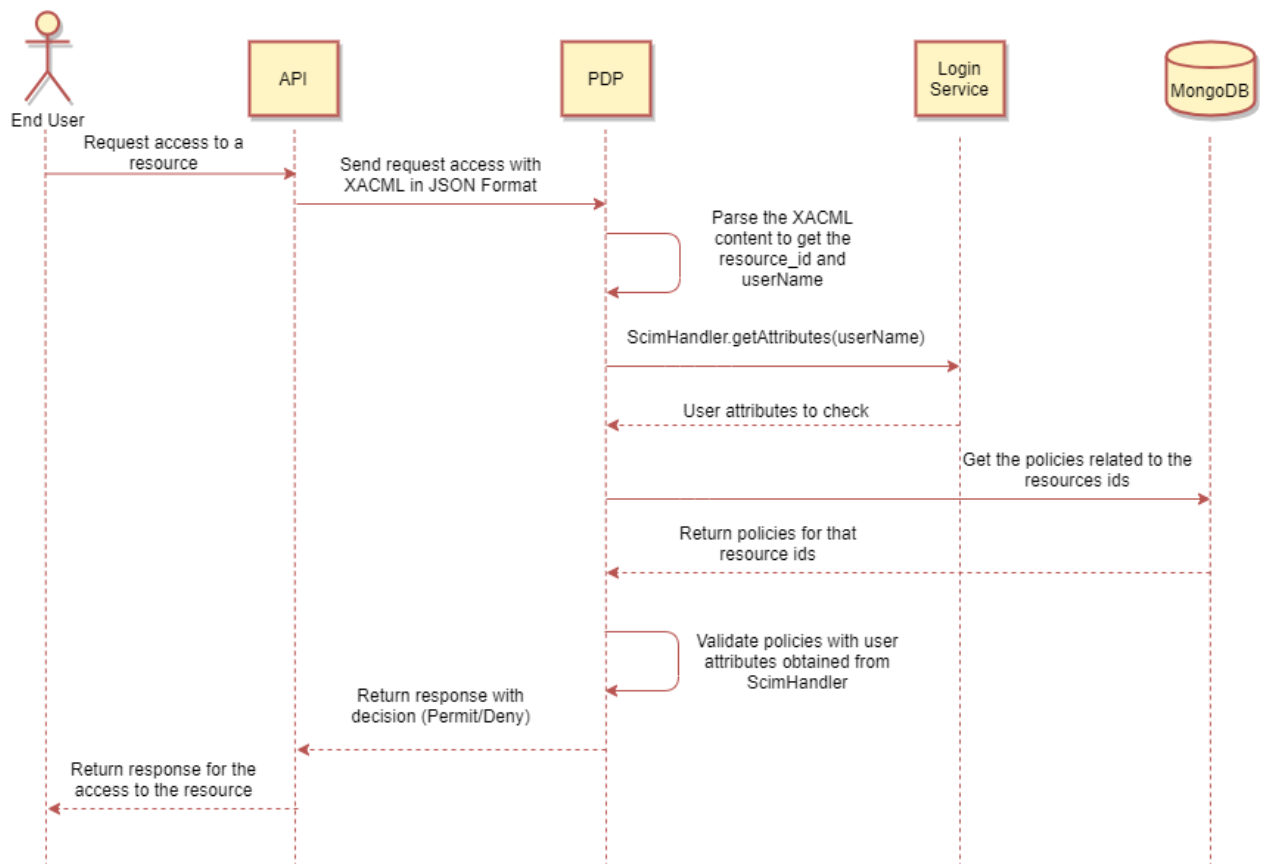 End User
API
PDP
Login
Service
MongoDB
Request access to a
resource
Send request access with
XACML in JSON Format
Parse the XACML
content to get the
resource_id and
userName
ScimHandler.getAttributes(userName)
User attributes to check
Get the policies related to the
resources ids
Return policies for that
resource ids
Validate policies with user
attributes obtained from
ScimHandler
Return response with
decision (Permit/Deny)
Return response for the
access to the resource